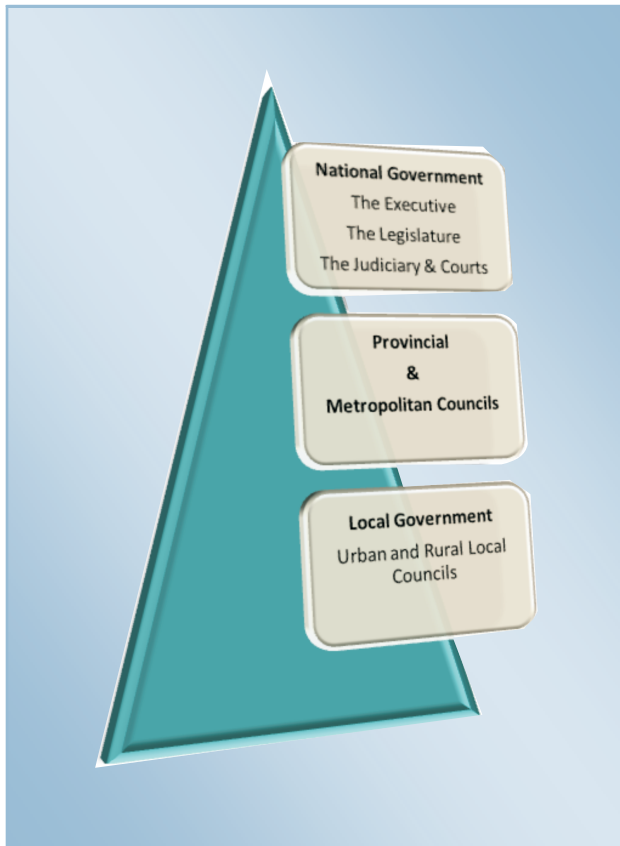 National Government
The Executive
The Legislature
The Judiciary & Courts
Provincial
&
Metropolitan Councils
Local Government
Urban and Rural Local
Councils